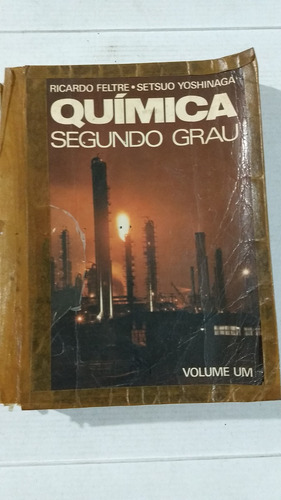 RICARDO FELTRE • SETSUO YOSHINAGA
QUÍMICA
SEGUNDO GRAU
VOLUME UM